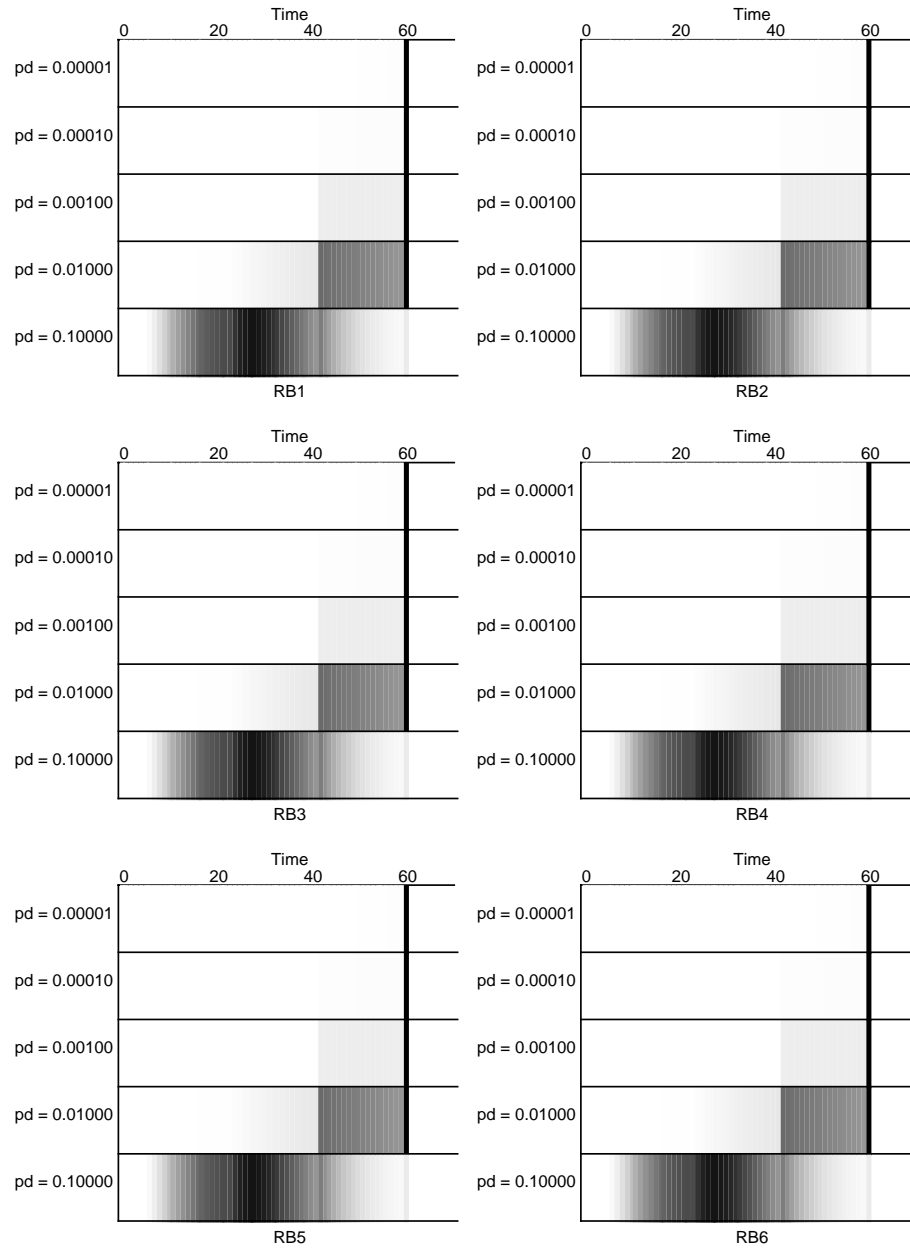 Time
0 20 40 60
pd = 0.00001
pd = 0.00010
pd = 0.00100
pd = 0.01000
pd = 0.10000
RB1
Time
0 20 40 60
pd = 0.00001
pd = 0.00010
pd = 0.00100
pd = 0.01000
pd = 0.10000
RB2
Time
0 20 40 60
pd = 0.00001
pd = 0.00010
pd = 0.00100
pd = 0.01000
pd = 0.10000
RB3
Time
0 20 40 60
pd = 0.00001
pd = 0.00010
pd = 0.00100
pd = 0.01000
pd = 0.10000
RB4
Time
0 20 40 60
pd = 0.00001
pd = 0.00010
pd = 0.00100
pd = 0.01000
pd = 0.10000
RB5
Time
0 20 40 60
pd = 0.00001
pd = 0.00010
pd = 0.00100
pd = 0.01000
pd = 0.10000
RB6